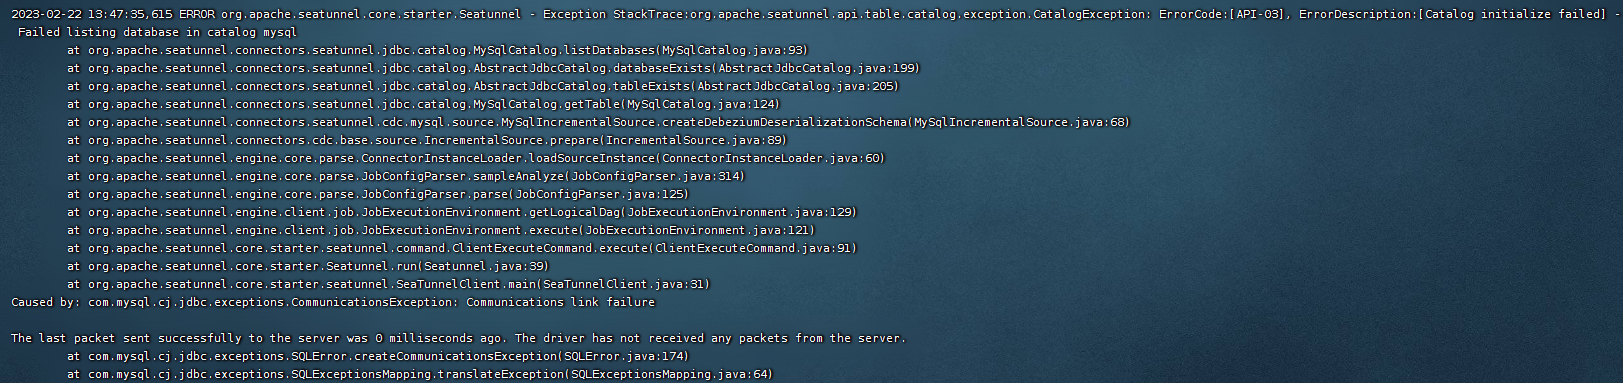 2023-02-22 13:47:35,615 ERROR org.apache.seatunnel.core.starter.Seatunnel - Exception StackTrace:org.apache.seatunnel.api.table.catalog.exception.CatalogException: ErrorCode:[API-03], ErrorDescription:[Catalog initialize failed] -
Failed listing database in catalog mysql
at org.apache.seatunnel.connectors.seatunnel.jdbc.catalog.MySqlCatalog.listDatabases(MySqlCatalog.java:93)
at org.apache.seatunnel.connectors.seatunnel.jdbc.catalog.AbstractJdbcCatalog.databaseExists(AbstractJdbcCatalog.java:199)
at org.apache.seatunnel.connectors.seatunnel.jdbc.catalog.AbstractJdbcCatalog.tableExists(AbstractJdbcCatalog.java:205)
at org.apache.seatunnel.connectors.seatunnel.jdbc.catalog.MySqlCatalog.getTable(MySqlCatalog.java:124)
at org.apache.seatunnel.connectors.seatunnel.cdc.mysql.source.MySqlIncrementalSource.createDebeziumDeserializationSchema(MySqlIncrementalSource.java:68)
at org.apache.seatunnel.connectors.cdc.base.source.IncrementalSource.prepare(IncrementalSource.java:89)
at org.apache.seatunnel.engine.core.parse.ConnectorInstanceLoader.loadSourceInstance(ConnectorInstanceLoader.java:60)
at org.apache.seatunnel.engine.core.parse.JobConfigParser.sampleAnalyze(JobConfigParser.java:314)
at org.apache.seatunnel.engine.core.parse.JobConfigParser.parse(JobConfigParser.java:125)
at org.apache.seatunnel.engine.client.job.JobExecutionEnvironment.getLogicalDag(JobExecutionEnvironment.java:129)
at org.apache.seatunnel.engine.client.job.JobExecutionEnvironment.execute(JobExecutionEnvironment.java:121)
at org.apache.seatunnel.core.starter.seatunnel.command.ClientExecuteCommand.execute(ClientExecuteCommand.java:91)
at org.apache.seatunnel.core.starter.Seatunnel.run(Seatunnel.java:39)
at org.apache.seatunnel.core.starter.seatunnel.SeaTunnelClient.main(SeaTunnelClient.java:31)
Caused by: com.mysql.cj.jdbc.exceptions.CommunicationsException: Communications link failure
The last packet sent successfully to the server was 0 milliseconds ago. The driver has not received any packets from the server.
at com.mysql.cj.jdbc.exceptions.SQLError.createCommunicationsException(SQLError.java:174)
at com.mysql.cj.jdbc.exceptions.SQLExceptionsMapping.translateException(SQLExceptionsMapping.java:64)